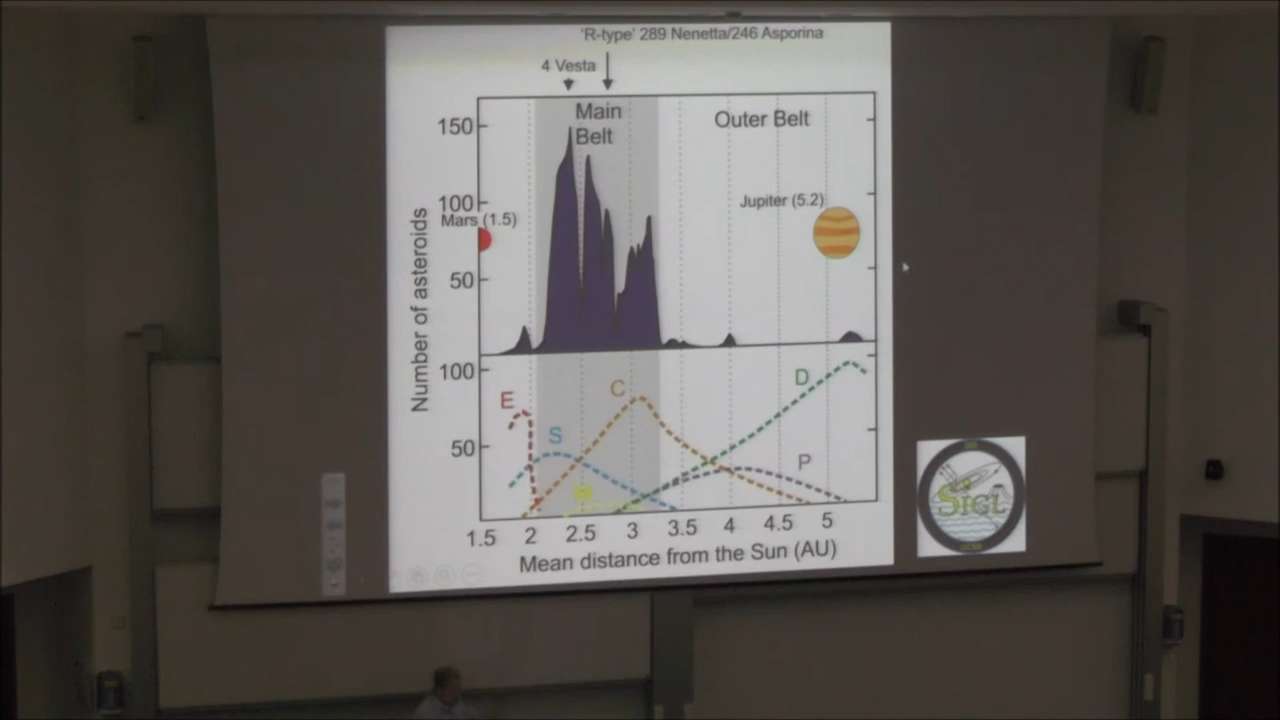 'R-type' 289 Nenetta/246 Asporina
4 Vesta
Main
Belt
Outer Belt
150
100
50
Mars (1.5)
Jupiter (5.2)
Number of asteroids
100
50
E
S
C
M
D
P
1.5 2 2.5 3 3.5 4 4.5 5
Mean distance from the Sun (AU)
SIGL